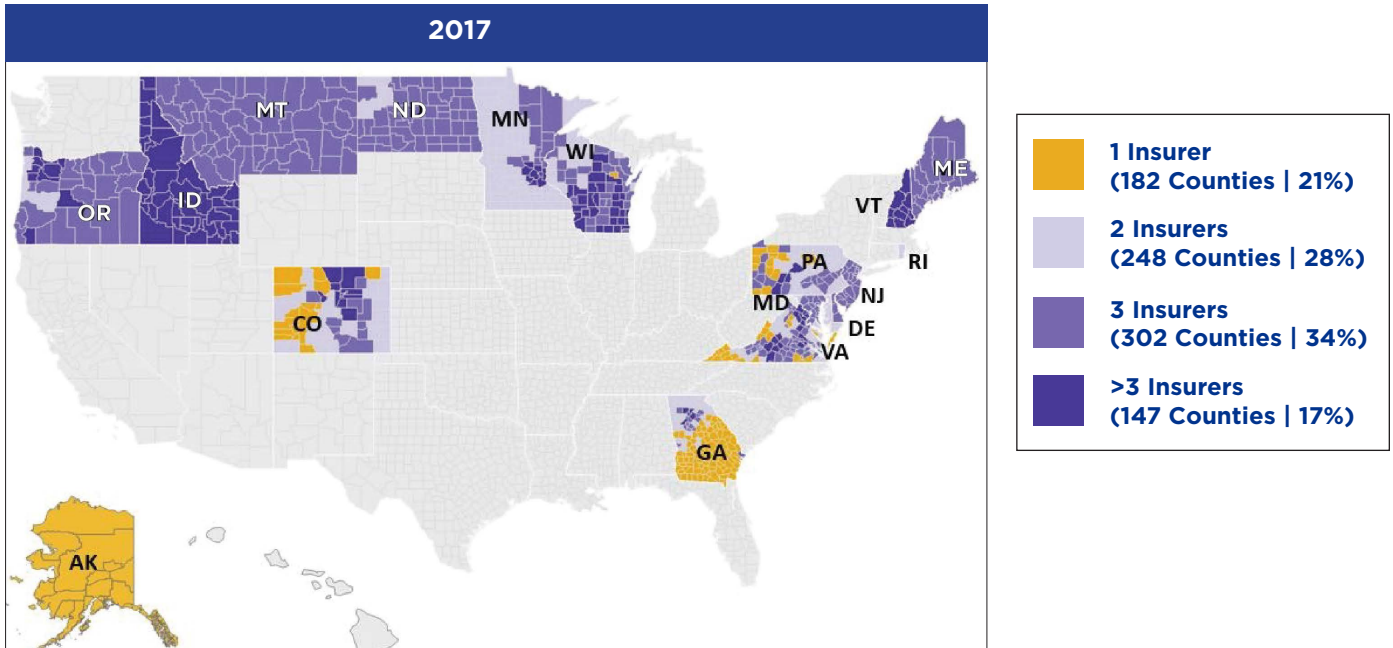 2017
MT
ND
MN
WI
ME
OR
ID
VT
PA
RI
MD
NJ
CO
DE
VA
GA
AK
1 Insurer
(182 Counties | 21%)
2 Insurers
(248 Counties | 28%)
3 Insurers
(302 Counties | 34%)
>3 Insurers
(147 Counties | 17%)